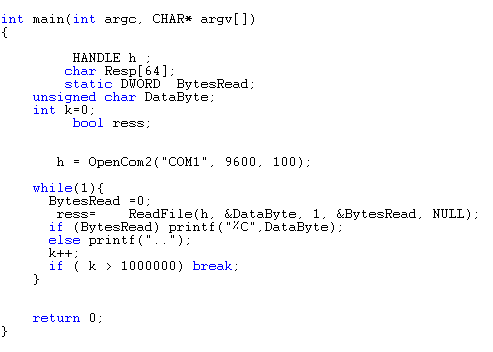 int main(int argc, CHAR* argv[])
{
HANDLE h ;
char Resp[64];
static DWORD  BytesRead;
unsigned char DataByte;
int k=0;
bool ress;
h = OpenCom2("COM1", 9600, 100);
while(1){
BytesRead =0;
ress=    ReadFile(h, &DataByte, 1, &BytesRead, NULL);
if (BytesRead) printf("%C",DataByte);
else printf("..");
k++;
if ( k > 1000000) break;
}
return 0;
}